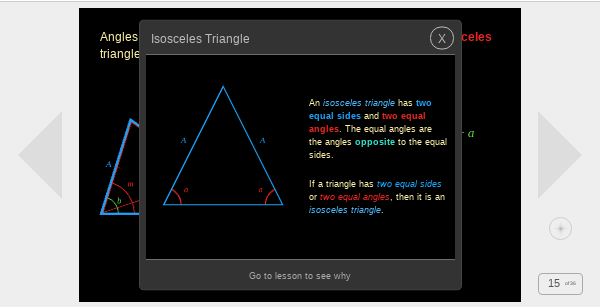 Angles
celes
triangle
Isosceles Triangle
X
An isosceles triangle has two
equal sides and two equal
angles. The equal angles are
the angles opposite to the equal
sides.
If a triangle has two equal sides
or two equal angles, then it is an
isosceles triangle.
A
A
a
a
A
m
b
- a
Go to lesson to see why
15 of 36